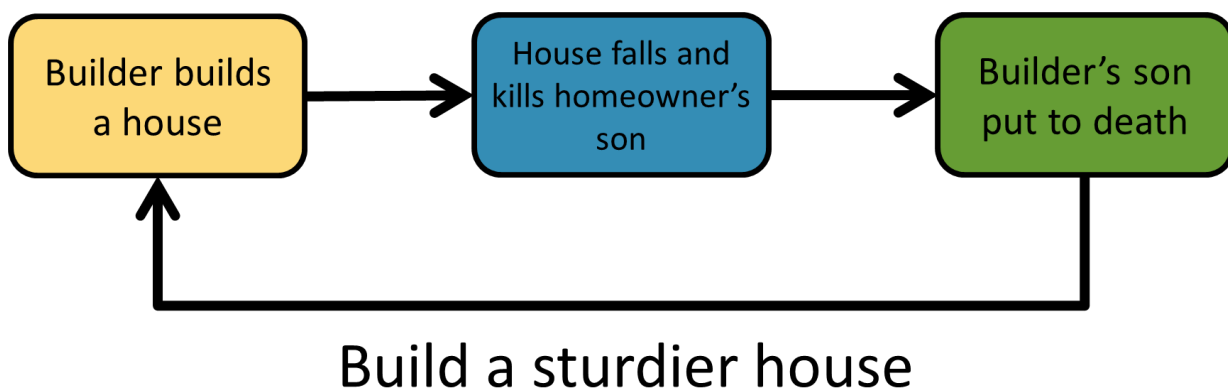 Builder builds
a house
House falls and
kills homeowner’s
son
Builder’s son
put to death
Build a sturdier house